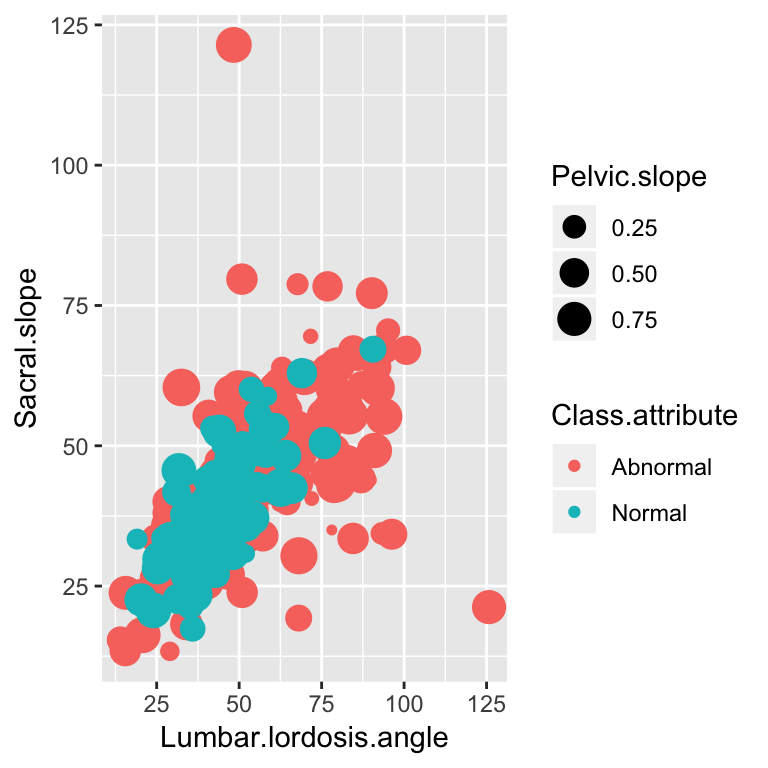 125
100
75
50
25
Sacral.slope
25 50 75 100 125
Lumbar.lordosis.angle
Pelvic.slope
0.25
0.50
0.75
Class.attribute
Abnormal
Normal